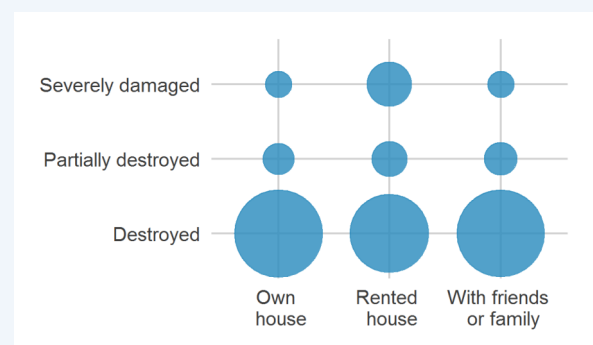 Severely damaged
Partially destroyed
Destroyed
Own
house
Rented
house
With friends
or family